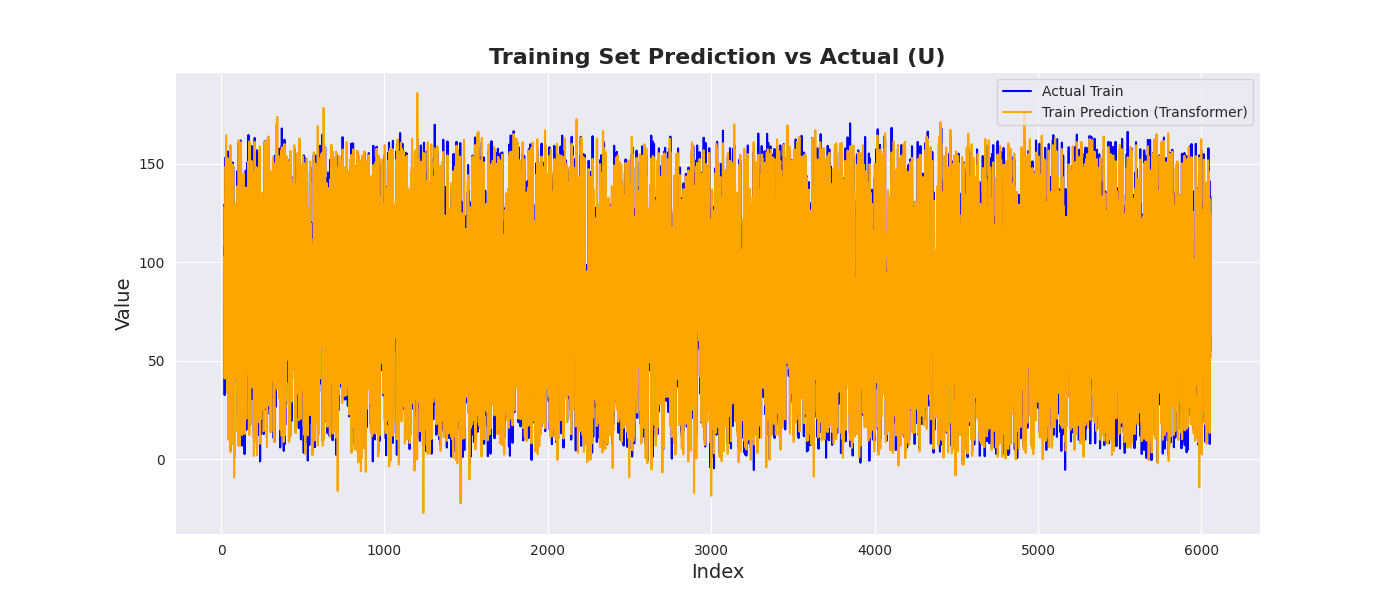 Training Set Prediction vs Actual (U)
Actual Train
Train Prediction (Transformer)
Value
150
100
50
0
0 1000 2000 3000 4000 5000 6000
Index